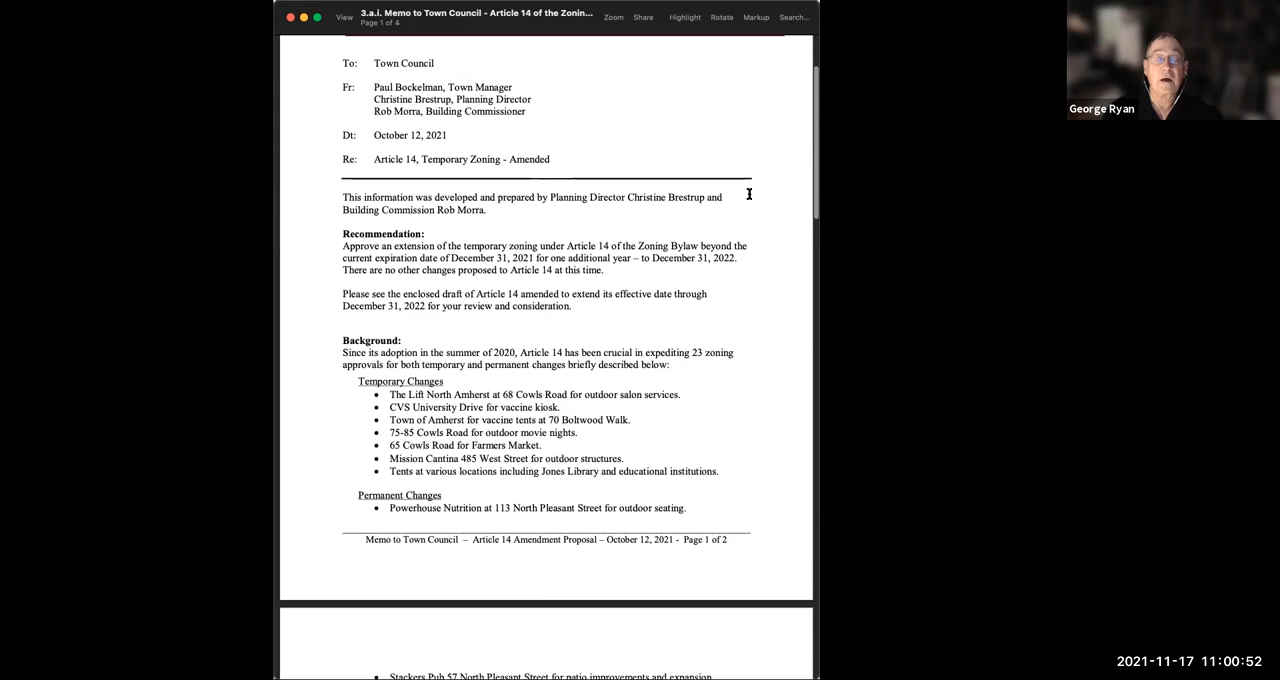 View 3.a.i. Memo to Town Council - Article 14 of the Zonin... Zoom Share Highlight Rotate Markup Search...
Page 1 of 4
To: Town Council
Fr: Paul Bockelman, Town Manager
Christine Brestrup, Planning Director
Rob Morra, Building Commissioner
Dt: October 12, 2021
Re: Article 14, Temporary Zoning - Amended
This information was developed and prepared by Planning Director Christine Brestrup and
Building Commission Rob Morra.
Recommendation:
Approve an extension of the temporary zoning under Article 14 of the Zoning Bylaw beyond the
current expiration date of December 31, 2021 for one additional year – to December 31, 2022.
There are no other changes proposed to Article 14 at this time.
Please see the enclosed draft of Article 14 amended to extend its effective date through
December 31, 2022 for your review and consideration.
Background:
Since its adoption in the summer of 2020, Article 14 has been crucial in expediting 23 zoning
approvals for both temporary and permanent changes briefly described below:
Temporary Changes
• The Lift North Amherst at 68 Cowls Road for outdoor salon services.
• CVS University Drive for vaccine kiosk.
• Town of Amherst for vaccine tents at 70 Boltwood Walk.
• 75-85 Cowls Road for outdoor movie nights.
• 65 Cowls Road for Farmers Market.
• Mission Cantina 485 West Street for outdoor structures.
• Tents at various locations including Jones Library and educational institutions.
Permanent Changes
• Powerhouse Nutrition at 113 North Pleasant Street for outdoor seating.
Memo to Town Council – Article 14 Amendment Proposal – October 12, 2021 - Page 1 of 2
• Stackers Pub 57 North Pleasant Street for patio improvements and expansion
George Ryan
2021-11-17 11:00:52